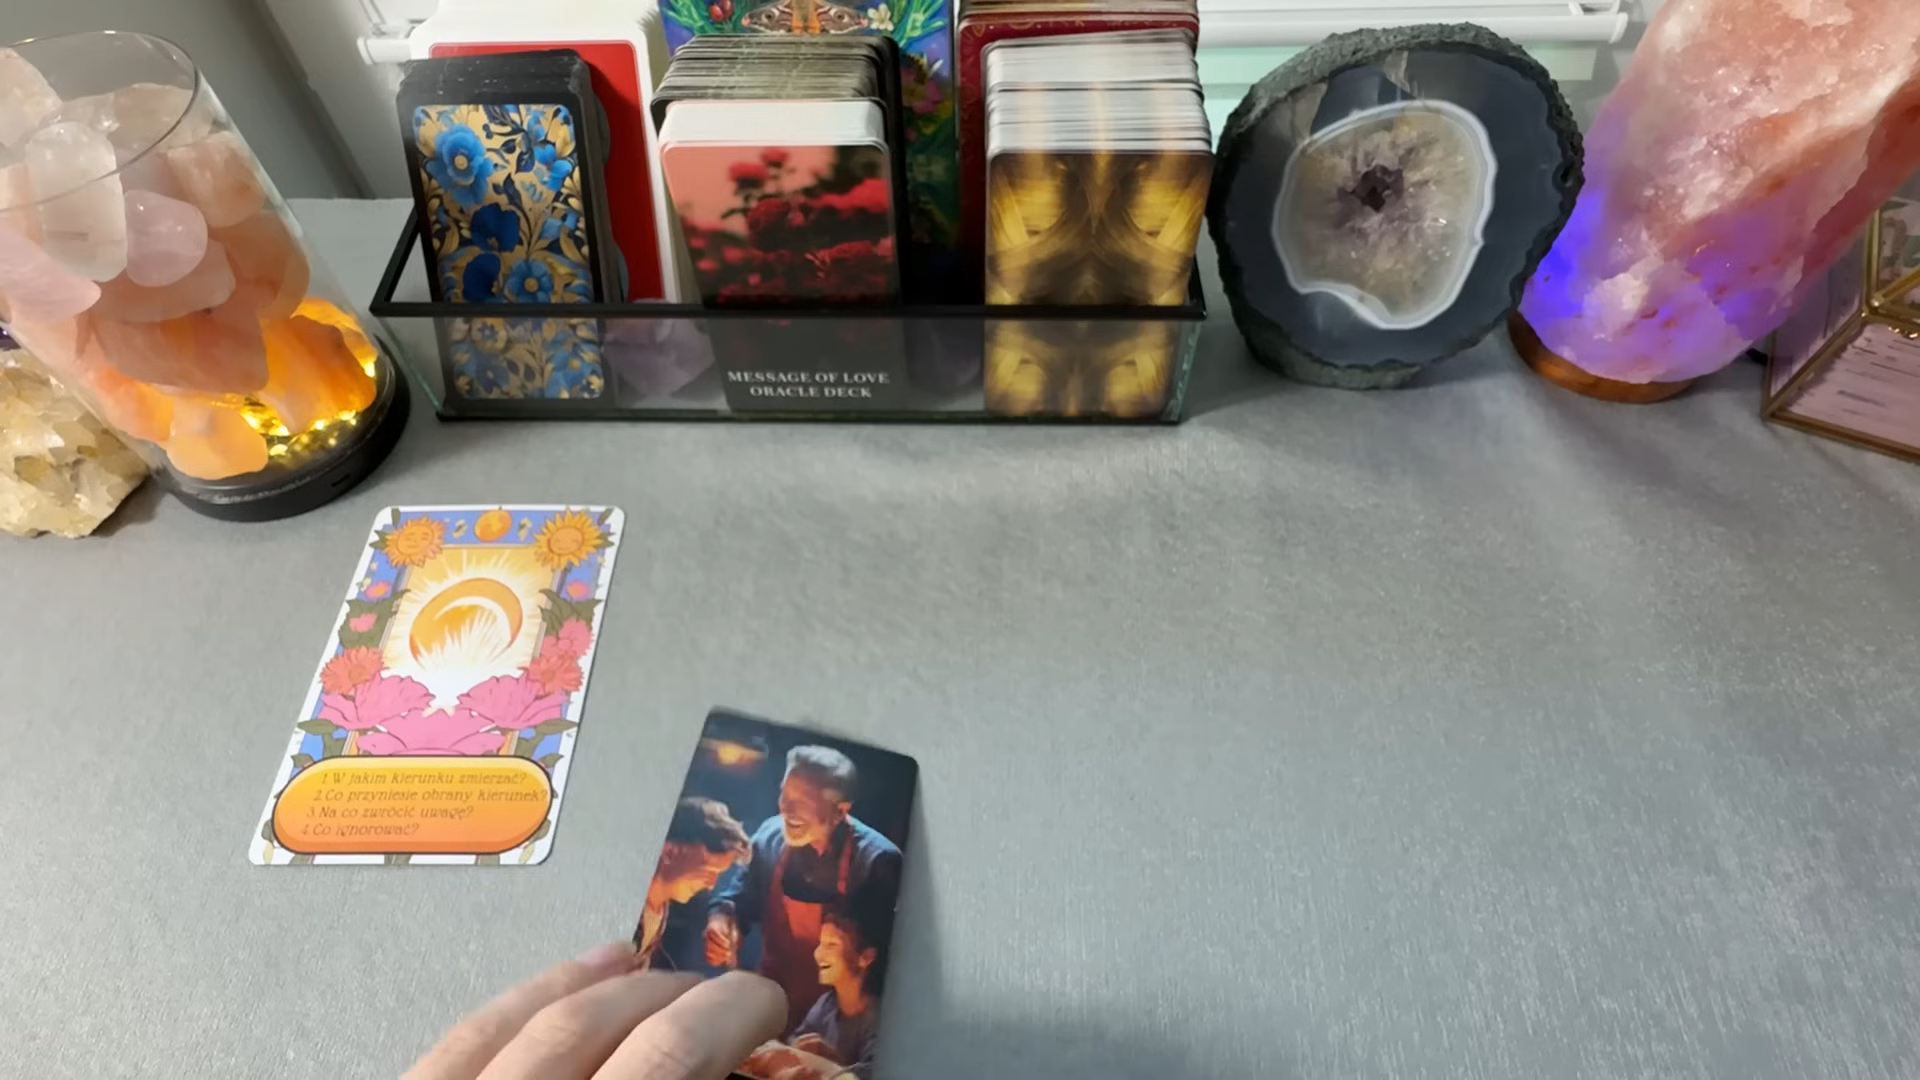 MESSAGE OF LOVE
ORACLE DECK
1. W jakim kierunku zmierzać?
2. Co przyniesie obrany kierunek?
3. Na co zwrócić uwagę?
4. Co ignorować?